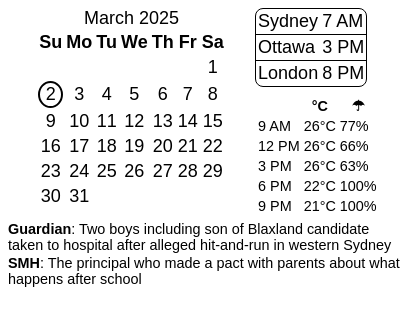 March 2025
Su Mo Tu We Th Fr Sa
1
2 3 4 5 6 7 8
9 10 11 12 13 14 15
16 17 18 19 20 21 22
23 24 25 26 27 28 29
30 31
Sydney 7 AM
Ottawa 3 PM
London 8 PM
°C ☂
9 AM 26°C 77%
12 PM 26°C 66%
3 PM 26°C 63%
6 PM 22°C 100%
9 PM 21°C 100%
Guardian: Two boys including son of Blaxland candidate
taken to hospital after alleged hit-and-run in western Sydney
SMH: The principal who made a pact with parents about what
happens after school